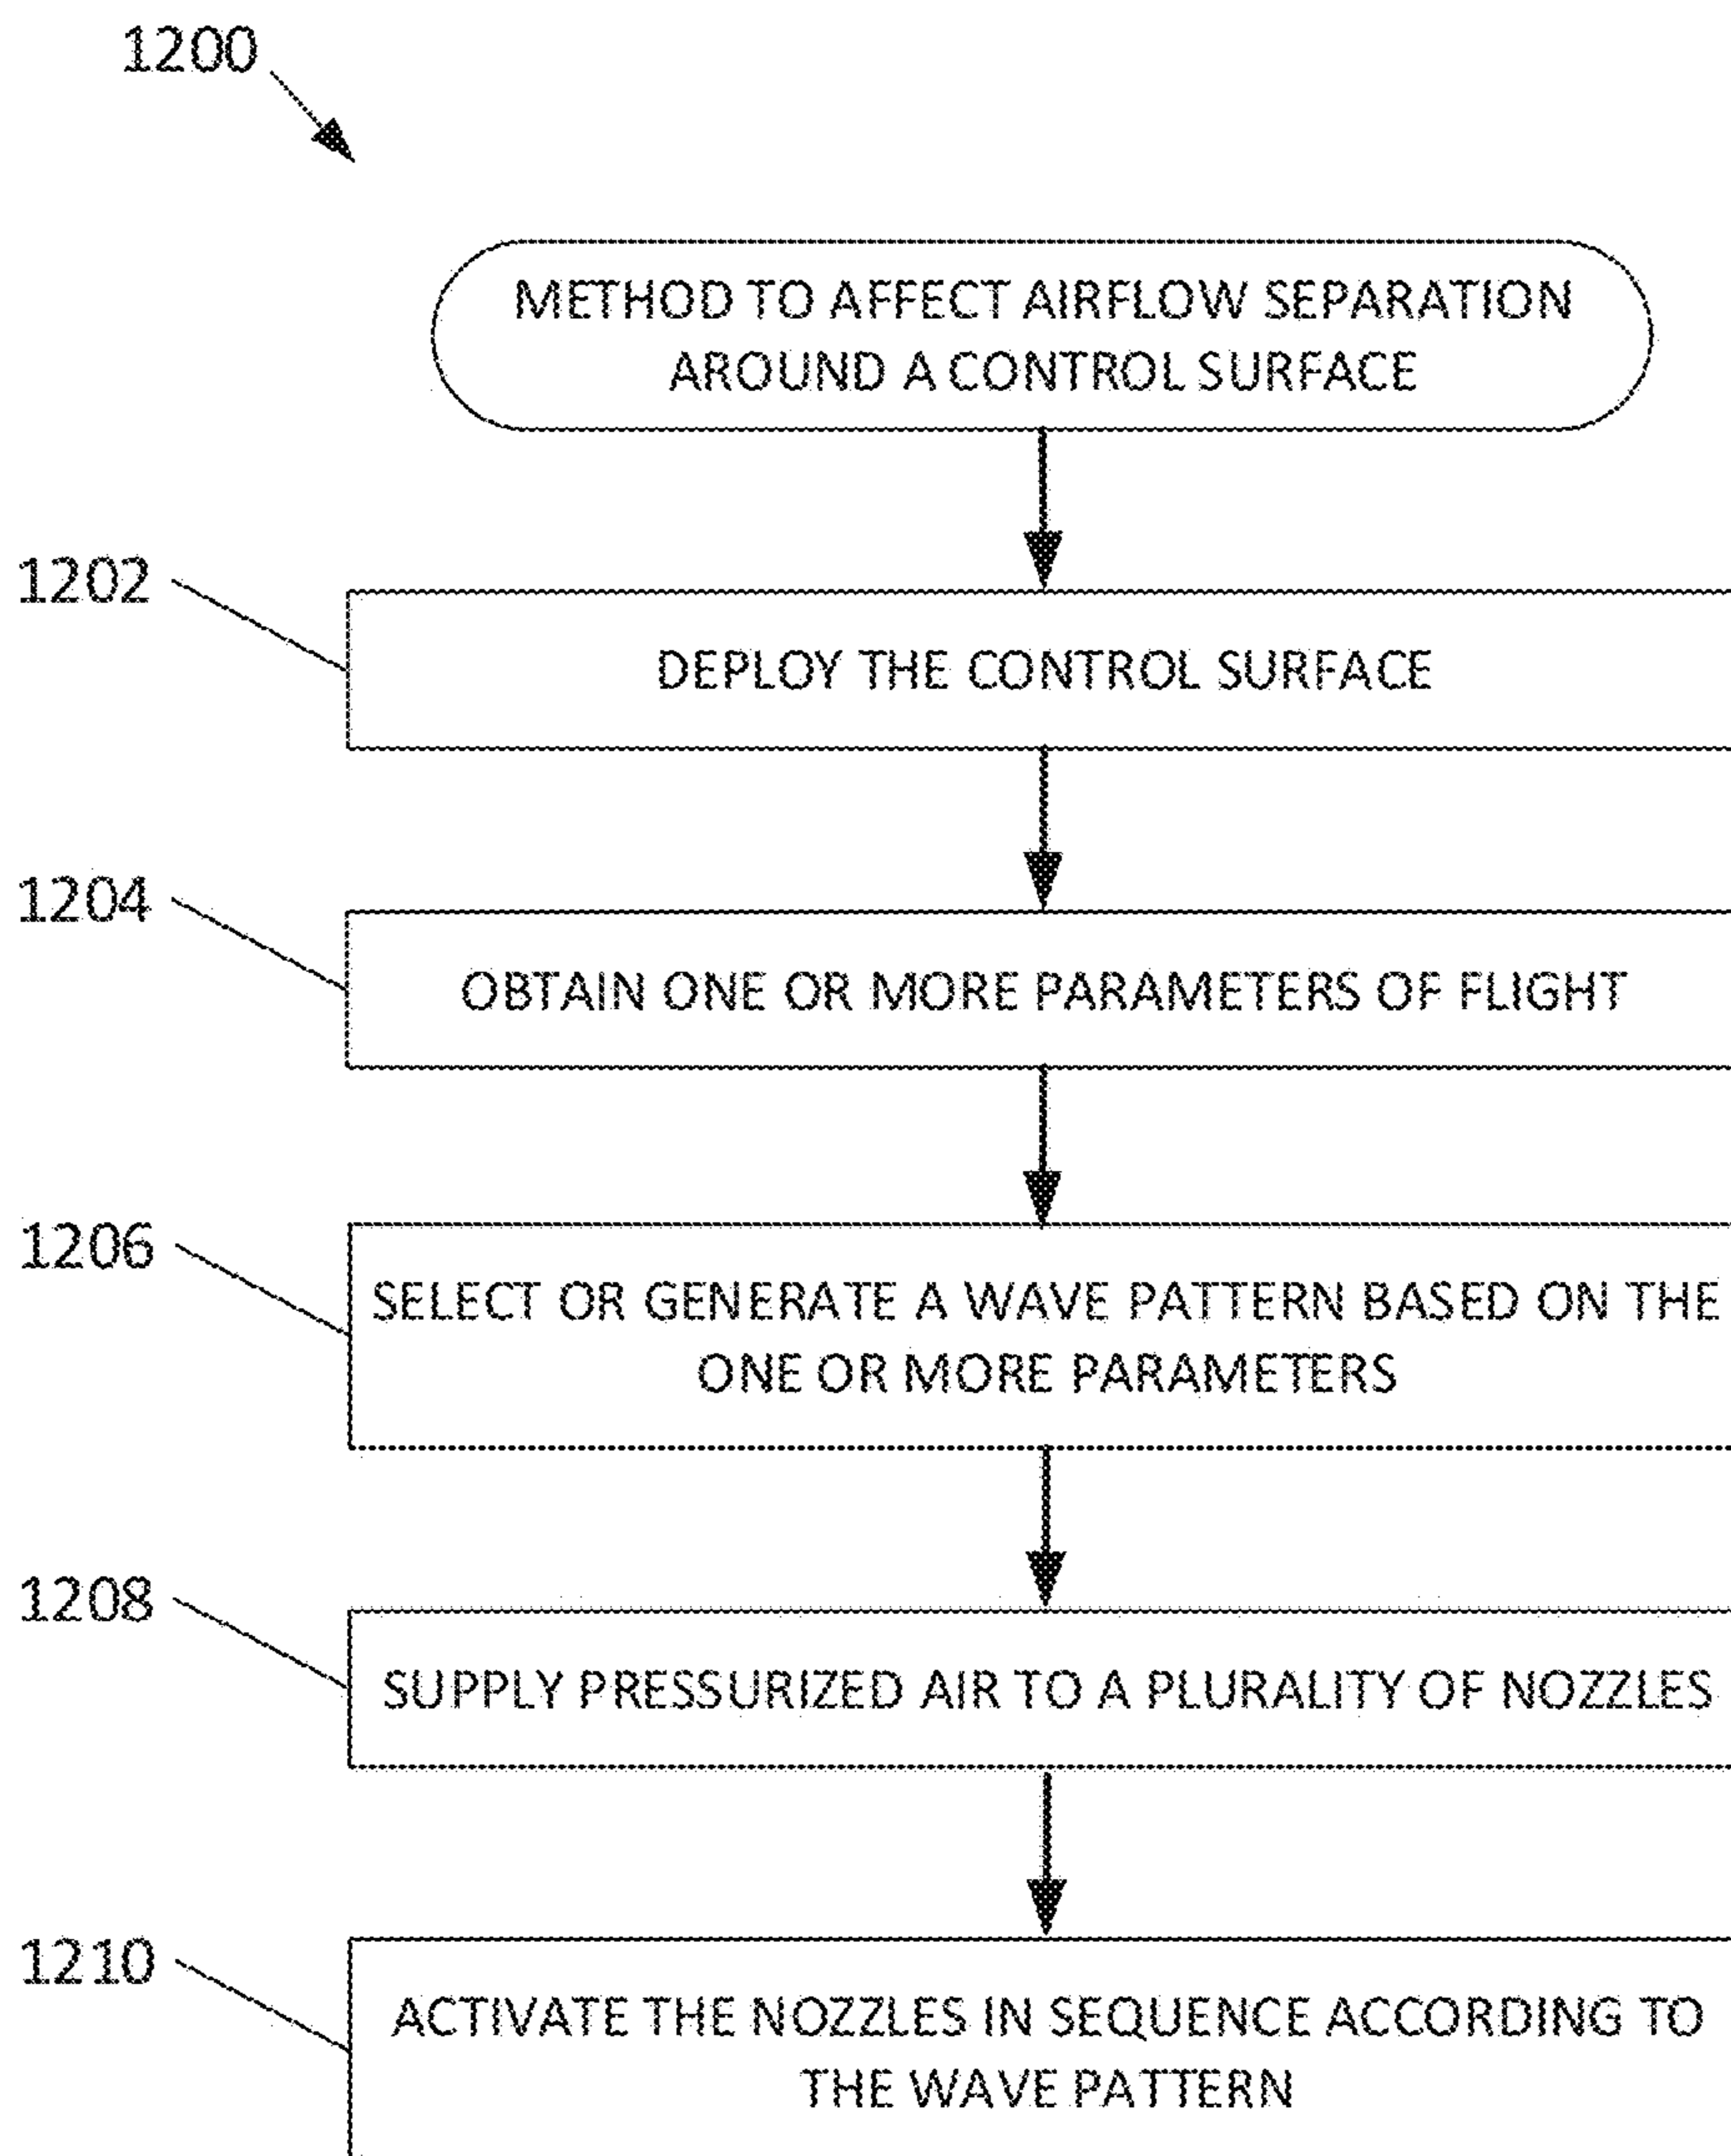 1200
METHOD TO AFFECT AIRFLOW SEPARATION
AROUND A CONTROL SURFACE
1202
DEPLOY THE CONTROL SURFACE
1204
OBTAIN ONE OR MORE PARAMETERS OF FLIGHT
1206
SELECT OR GENERATE A WAVE PATTERN BASED ON THE
ONE OR MORE PARAMETERS
1208
SUPPLY PRESSURIZED AIR TO A PLURALITY OF NOZZLES
1210
ACTIVATE THE NOZZLES IN SEQUENCE ACCORDING TO
THE WAVE PATTERN